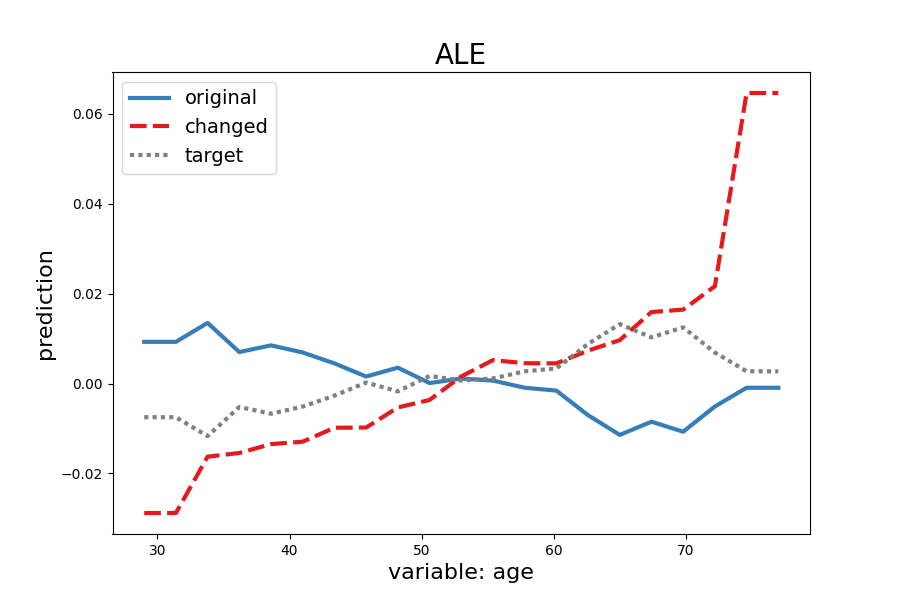 ALE
original
changed
target
prediction
0.06
0.04
0.02
0.00
−0.02
30 40 50 60 70
variable: age